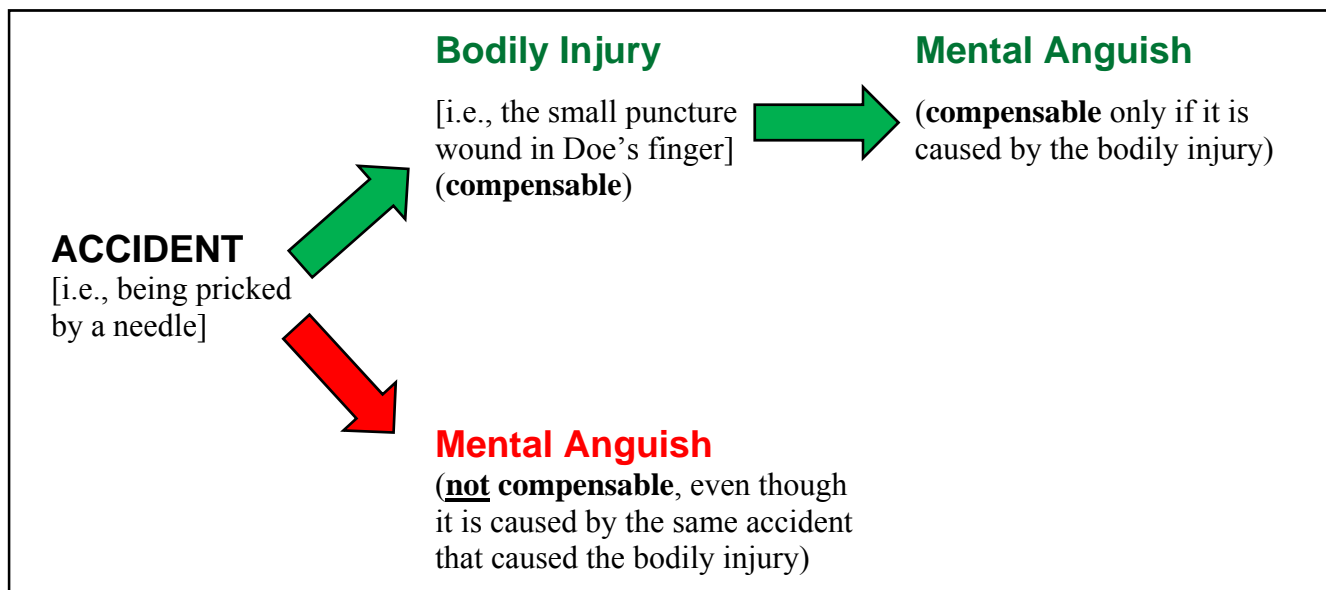 Bodily Injury
[i.e., the small puncture
wound in Doe’s finger]
(compensable)
Mental Anguish
(compensable only if it is
caused by the bodily injury)
ACCIDENT
[i.e., being pricked
by a needle]
Mental Anguish
(not compensable, even though
it is caused by the same accident
that caused the bodily injury)